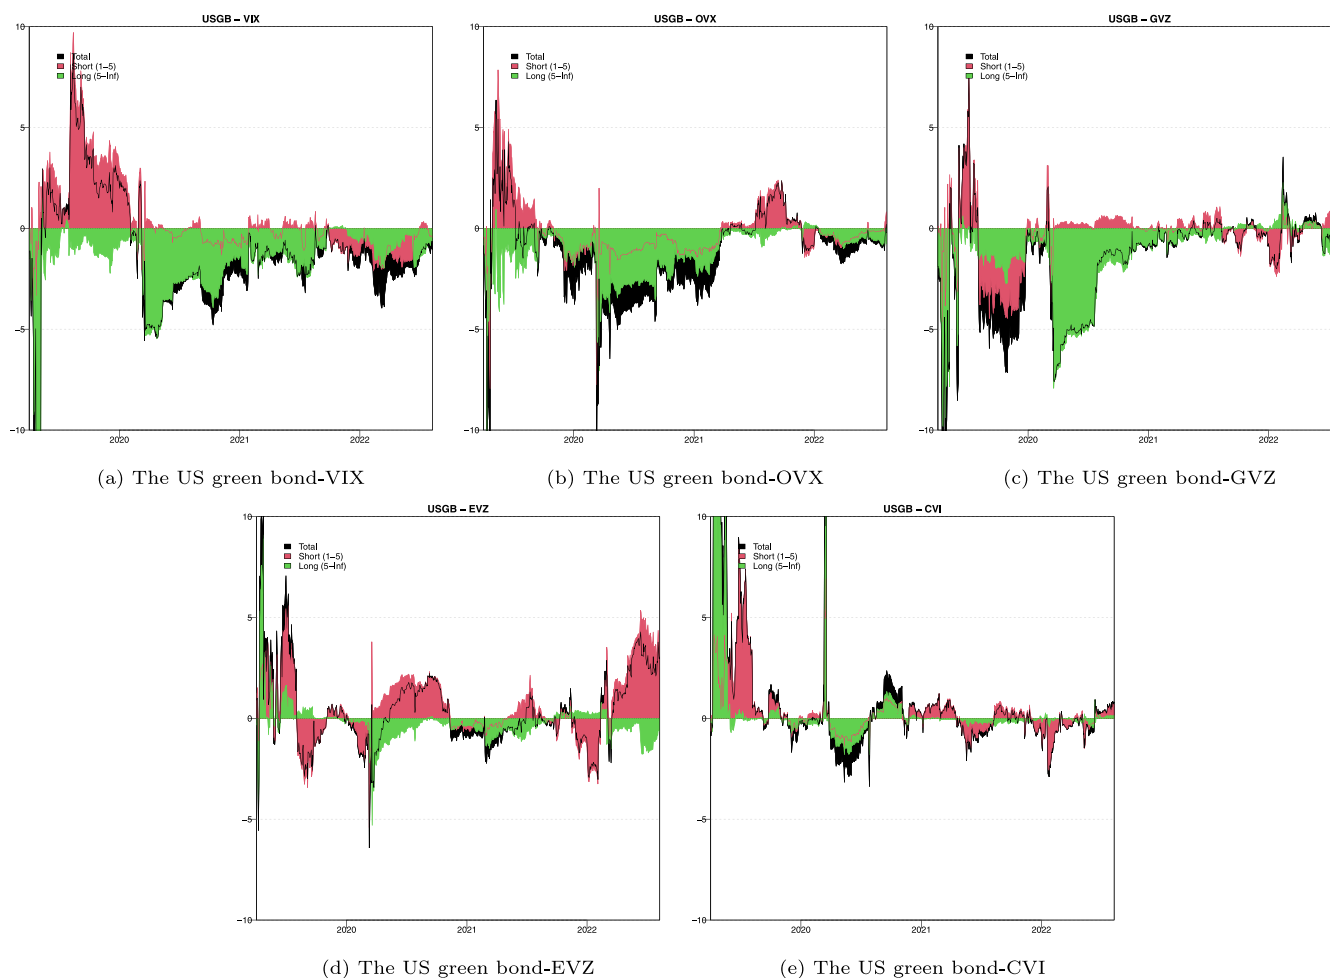 USGB – VIX
10
Total
Short (1–5)
Long (5–Inf)
5
0
−5
−10
2020 2021 2022
(a) The US green bond-VIX
USGB – OVX
10
Total
Short (1–5)
Long (5–Inf)
5
0
−5
−10
2020 2021 2022
(b) The US green bond-OVX
USGB – GVZ
10
Total
Short (1–5)
Long (5–Inf)
5
0
−5
−10
2020 2021 2022
(c) The US green bond-GVZ
USGB – EVZ
10
Total
Short (1–5)
Long (5–Inf)
5
0
−5
−10
2020 2021 2022
(d) The US green bond-EVZ
USGB – CVI
10
Total
Short (1–5)
Long (5–Inf)
5
0
−5
−10
2020 2021 2022
(e) The US green bond-CVI